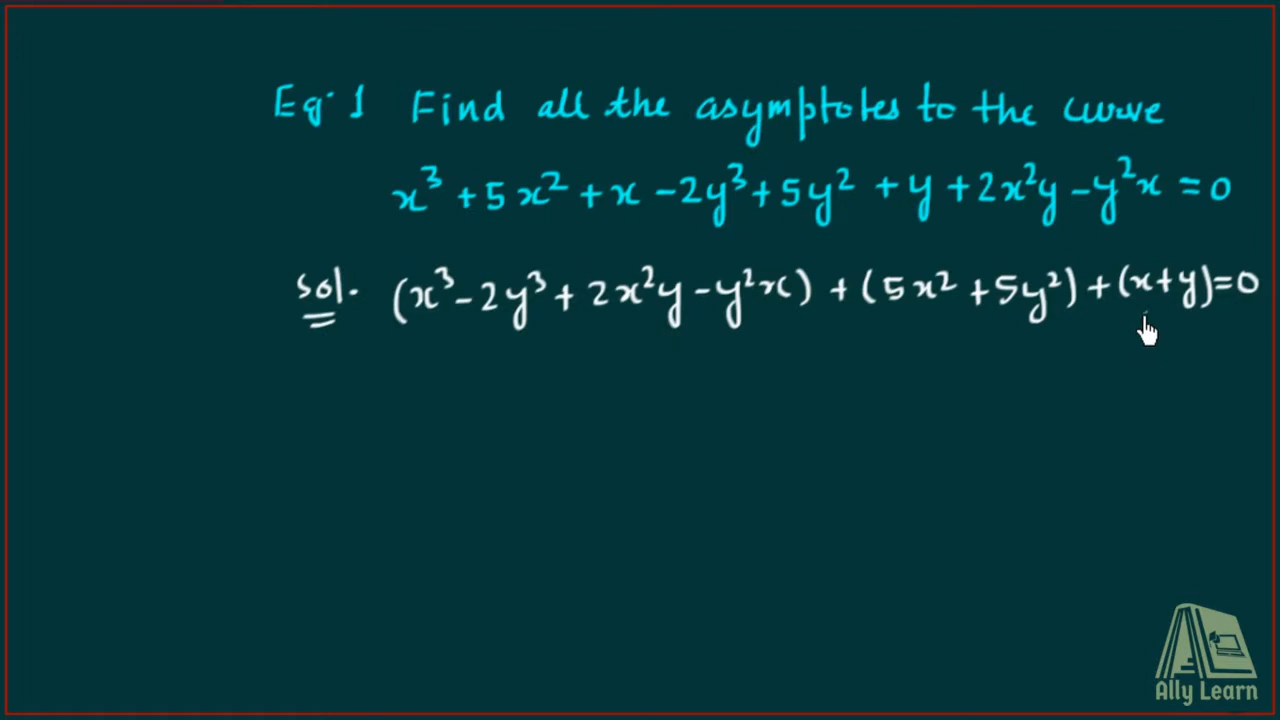 Eg. 1 Find all the asymptotes to the curve
x³ + 5x² + x - 2y³ + 5y² + y + 2x²y - y²x = 0
Sol. (x³ - 2y³ + 2x²y - y²x) + (5x² + 5y²) + (x+y) = 0
Ally Learn